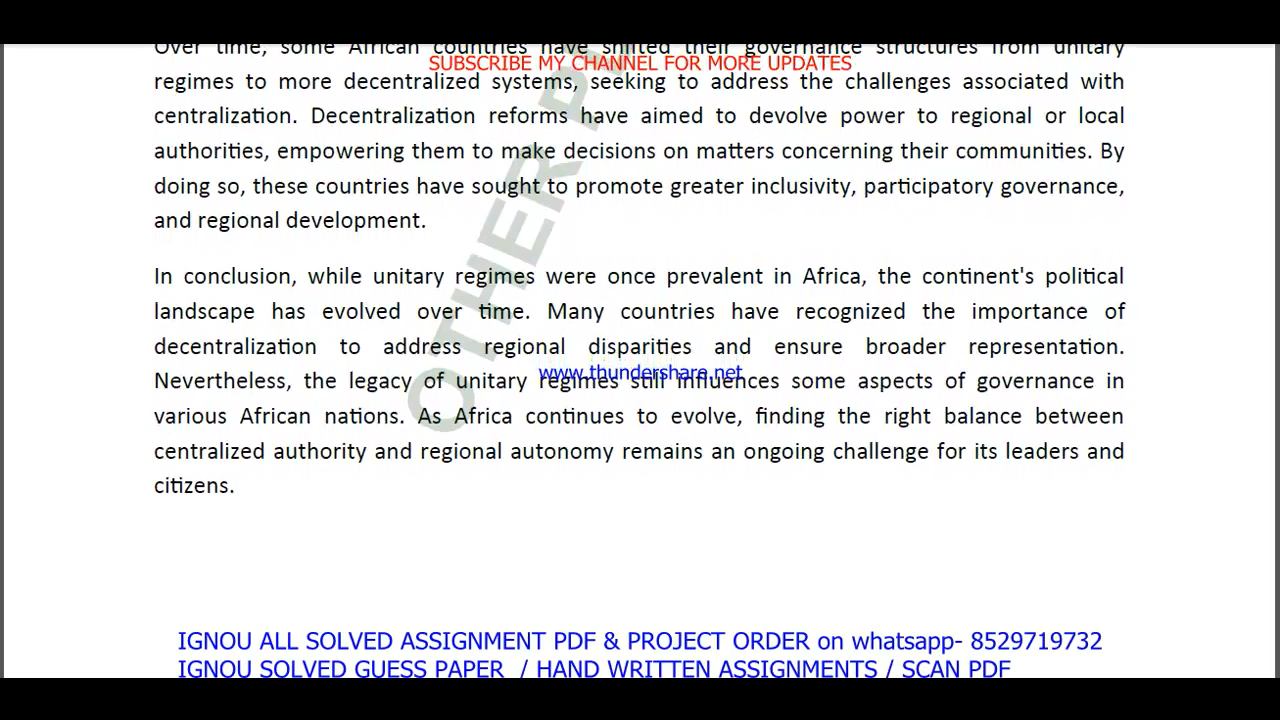 Over time, some African countries have shifted their governance structures from unitary
SUBSCRIBE MY CHANNEL FOR MORE UPDATES
regimes to more decentralized systems, seeking to address the challenges associated with
centralization. Decentralization reforms have aimed to devolve power to regional or local
authorities, empowering them to make decisions on matters concerning their communities. By
doing so, these countries have sought to promote greater inclusivity, participatory governance,
and regional development.
In conclusion, while unitary regimes were once prevalent in Africa, the continent's political
landscape has evolved over time. Many countries have recognized the importance of
decentralization to address regional disparities and ensure broader representation.
www.thundershare.net
Nevertheless, the legacy of unitary regimes still influences some aspects of governance in
various African nations. As Africa continues to evolve, finding the right balance between
centralized authority and regional autonomy remains an ongoing challenge for its leaders and
citizens.
OTHER
IGNOU ALL SOLVED ASSIGNMENT PDF & PROJECT ORDER on whatsapp- 8529719732
IGNOU SOLVED GUESS PAPER / HAND WRITTEN ASSIGNMENTS / SCAN PDF